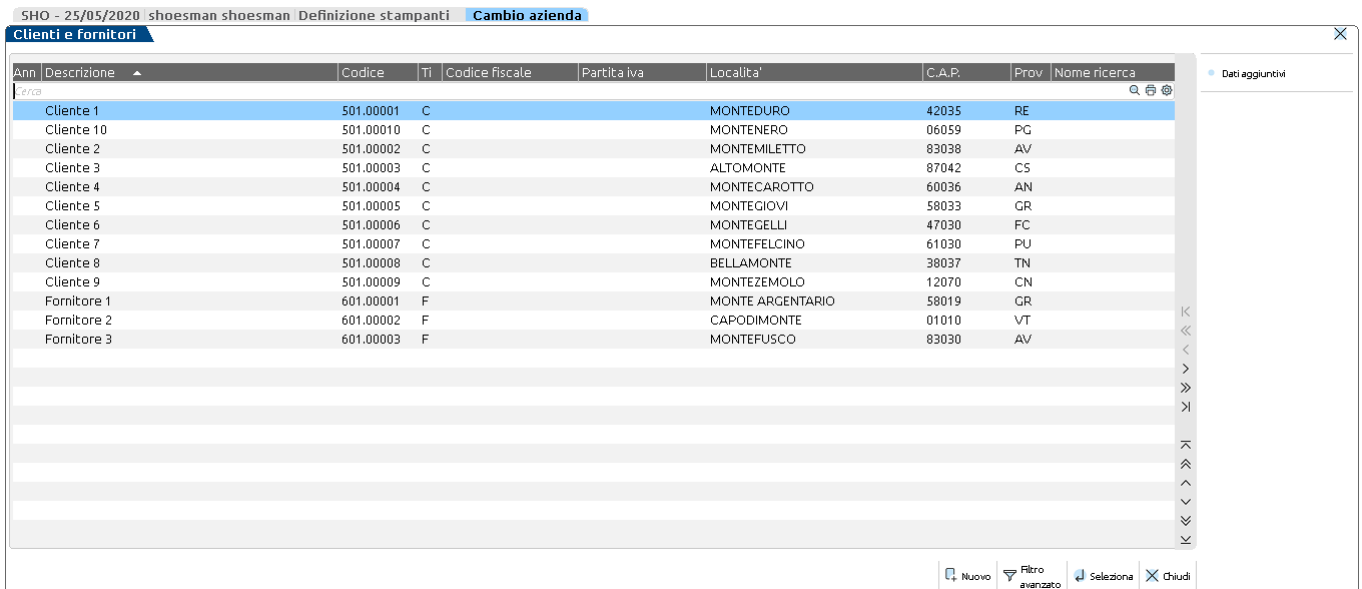 SHO - 25/05/2020 shoesman shoesman Definizione stampanti Cambio azienda
Clienti e fornitori
Ann Descrizione Codice Ti Codice fiscale Partita iva Localita' C.A.P. Prov Nome ricerca
Dati aggiuntivi
Cerca
Cliente 1 501.00001 C MONTEDURO 42035 RE
Cliente 10 501.00010 C MONTENERO 06059 PG
Cliente 2 501.00002 C MONTEMILETTO 83038 AV
Cliente 3 501.00003 C ALTOMONTE 87042 CS
Cliente 4 501.00004 C MONTECAROTTO 60036 AN
Cliente 5 501.00005 C MONTEGIOVI 58033 GR
Cliente 6 501.00006 C MONTEGELLI 47030 FC
Cliente 7 501.00007 C MONTEFELCINO 61030 PU
Cliente 8 501.00008 C BELLAMONTE 38037 TN
Cliente 9 501.00009 C MONTEZEMOLO 12070 CN
Fornitore 1 601.00001 F MONTE ARGENTARIO 58019 GR
Fornitore 2 601.00002 F CAPODIMONTE 01010 VT
Fornitore 3 601.00003 F MONTEFUSCO 83030 AV
Nuovo Filtro avanzato Seleziona Chiudi